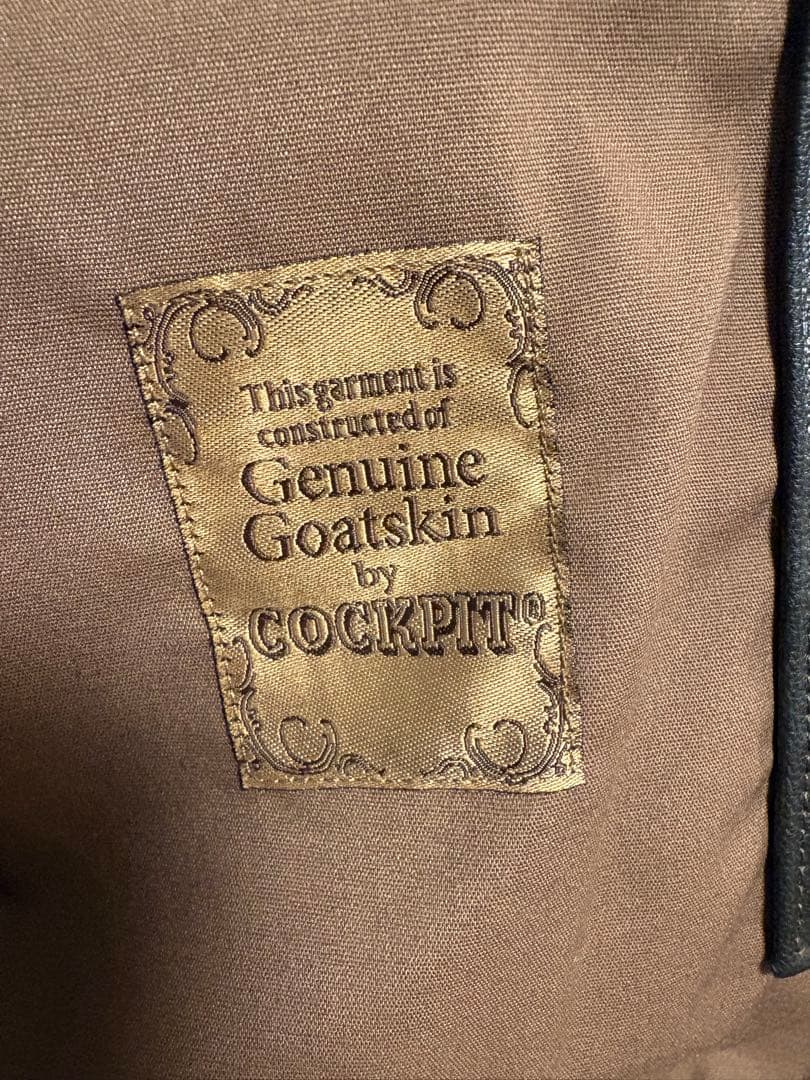 This garment is
constructed of
Genuine
Goatskin
by
COCKPIT®